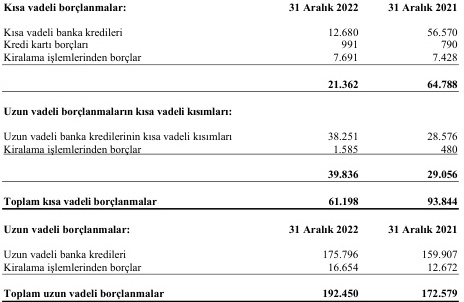 Kısa vadeli borçlanmalar: 31 Aralık 2022 31 Aralık 2021
Kısa vadeli banka kredileri 12.680 56.570
Kredi kartı borçları 991 790
Kiralama işlemlerinden borçlar 7.691 7.428
21.362 64.788
Uzun vadeli borçlanmaların kısa vadeli kısımları:
Uzun vadeli banka kredilerinin kısa vadeli kısımları 38.251 28.576
Kiralama işlemlerinden borçlar 1.585 480
39.836 29.056
Toplam kısa vadeli borçlanmalar 61.198 93.844
Uzun vadeli borçlanmalar: 31 Aralık 2022 31 Aralık 2021
Uzun vadeli banka kredileri 175.796 159.907
Kiralama işlemlerinden borçlar 16.654 12.672
Toplam uzun vadeli borçlanmalar 192.450 172.579